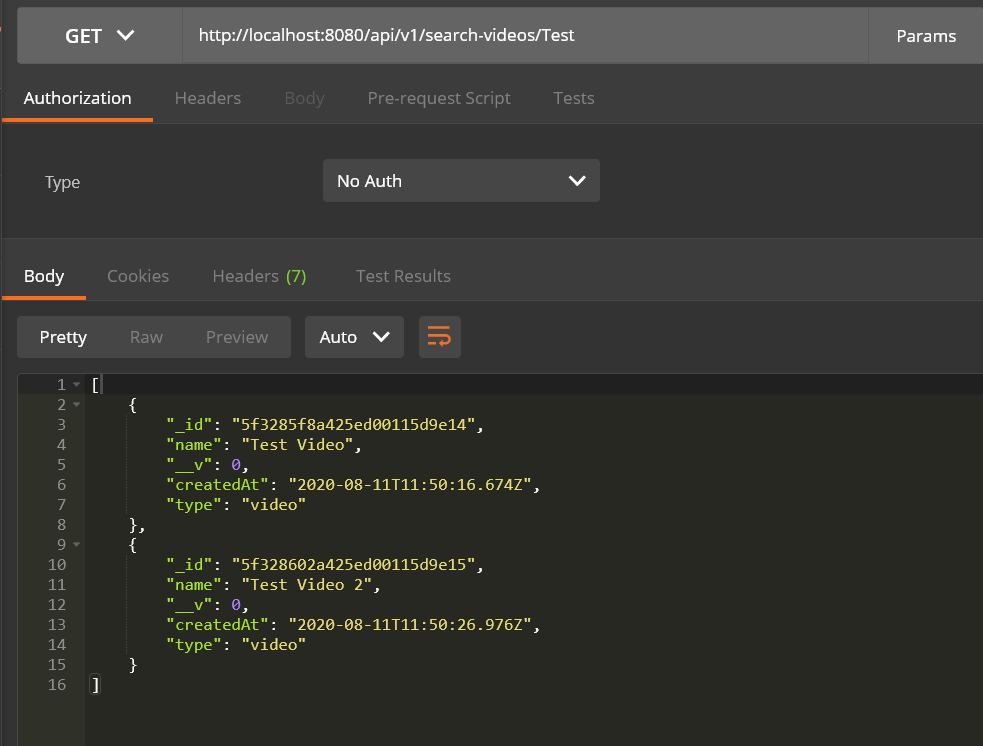 GET http://localhost:8080/api/v1/search-videos/Test Params
Authorization Headers Body Pre-request Script Tests
Type No Auth
Body Cookies Headers (7) Test Results
Pretty Raw Preview Auto
1 [
2 {
3 "_id": "5f3285f8a425ed00115d9e14",
4 "name": "Test Video",
5 "__v": 0,
6 "createdAt": "2020-08-11T11:50:16.674Z",
7 "type": "video"
8 },
9 {
10 "_id": "5f328602a425ed00115d9e15",
11 "name": "Test Video 2",
12 "__v": 0,
13 "createdAt": "2020-08-11T11:50:26.976Z",
14 "type": "video"
15 }
16 ]